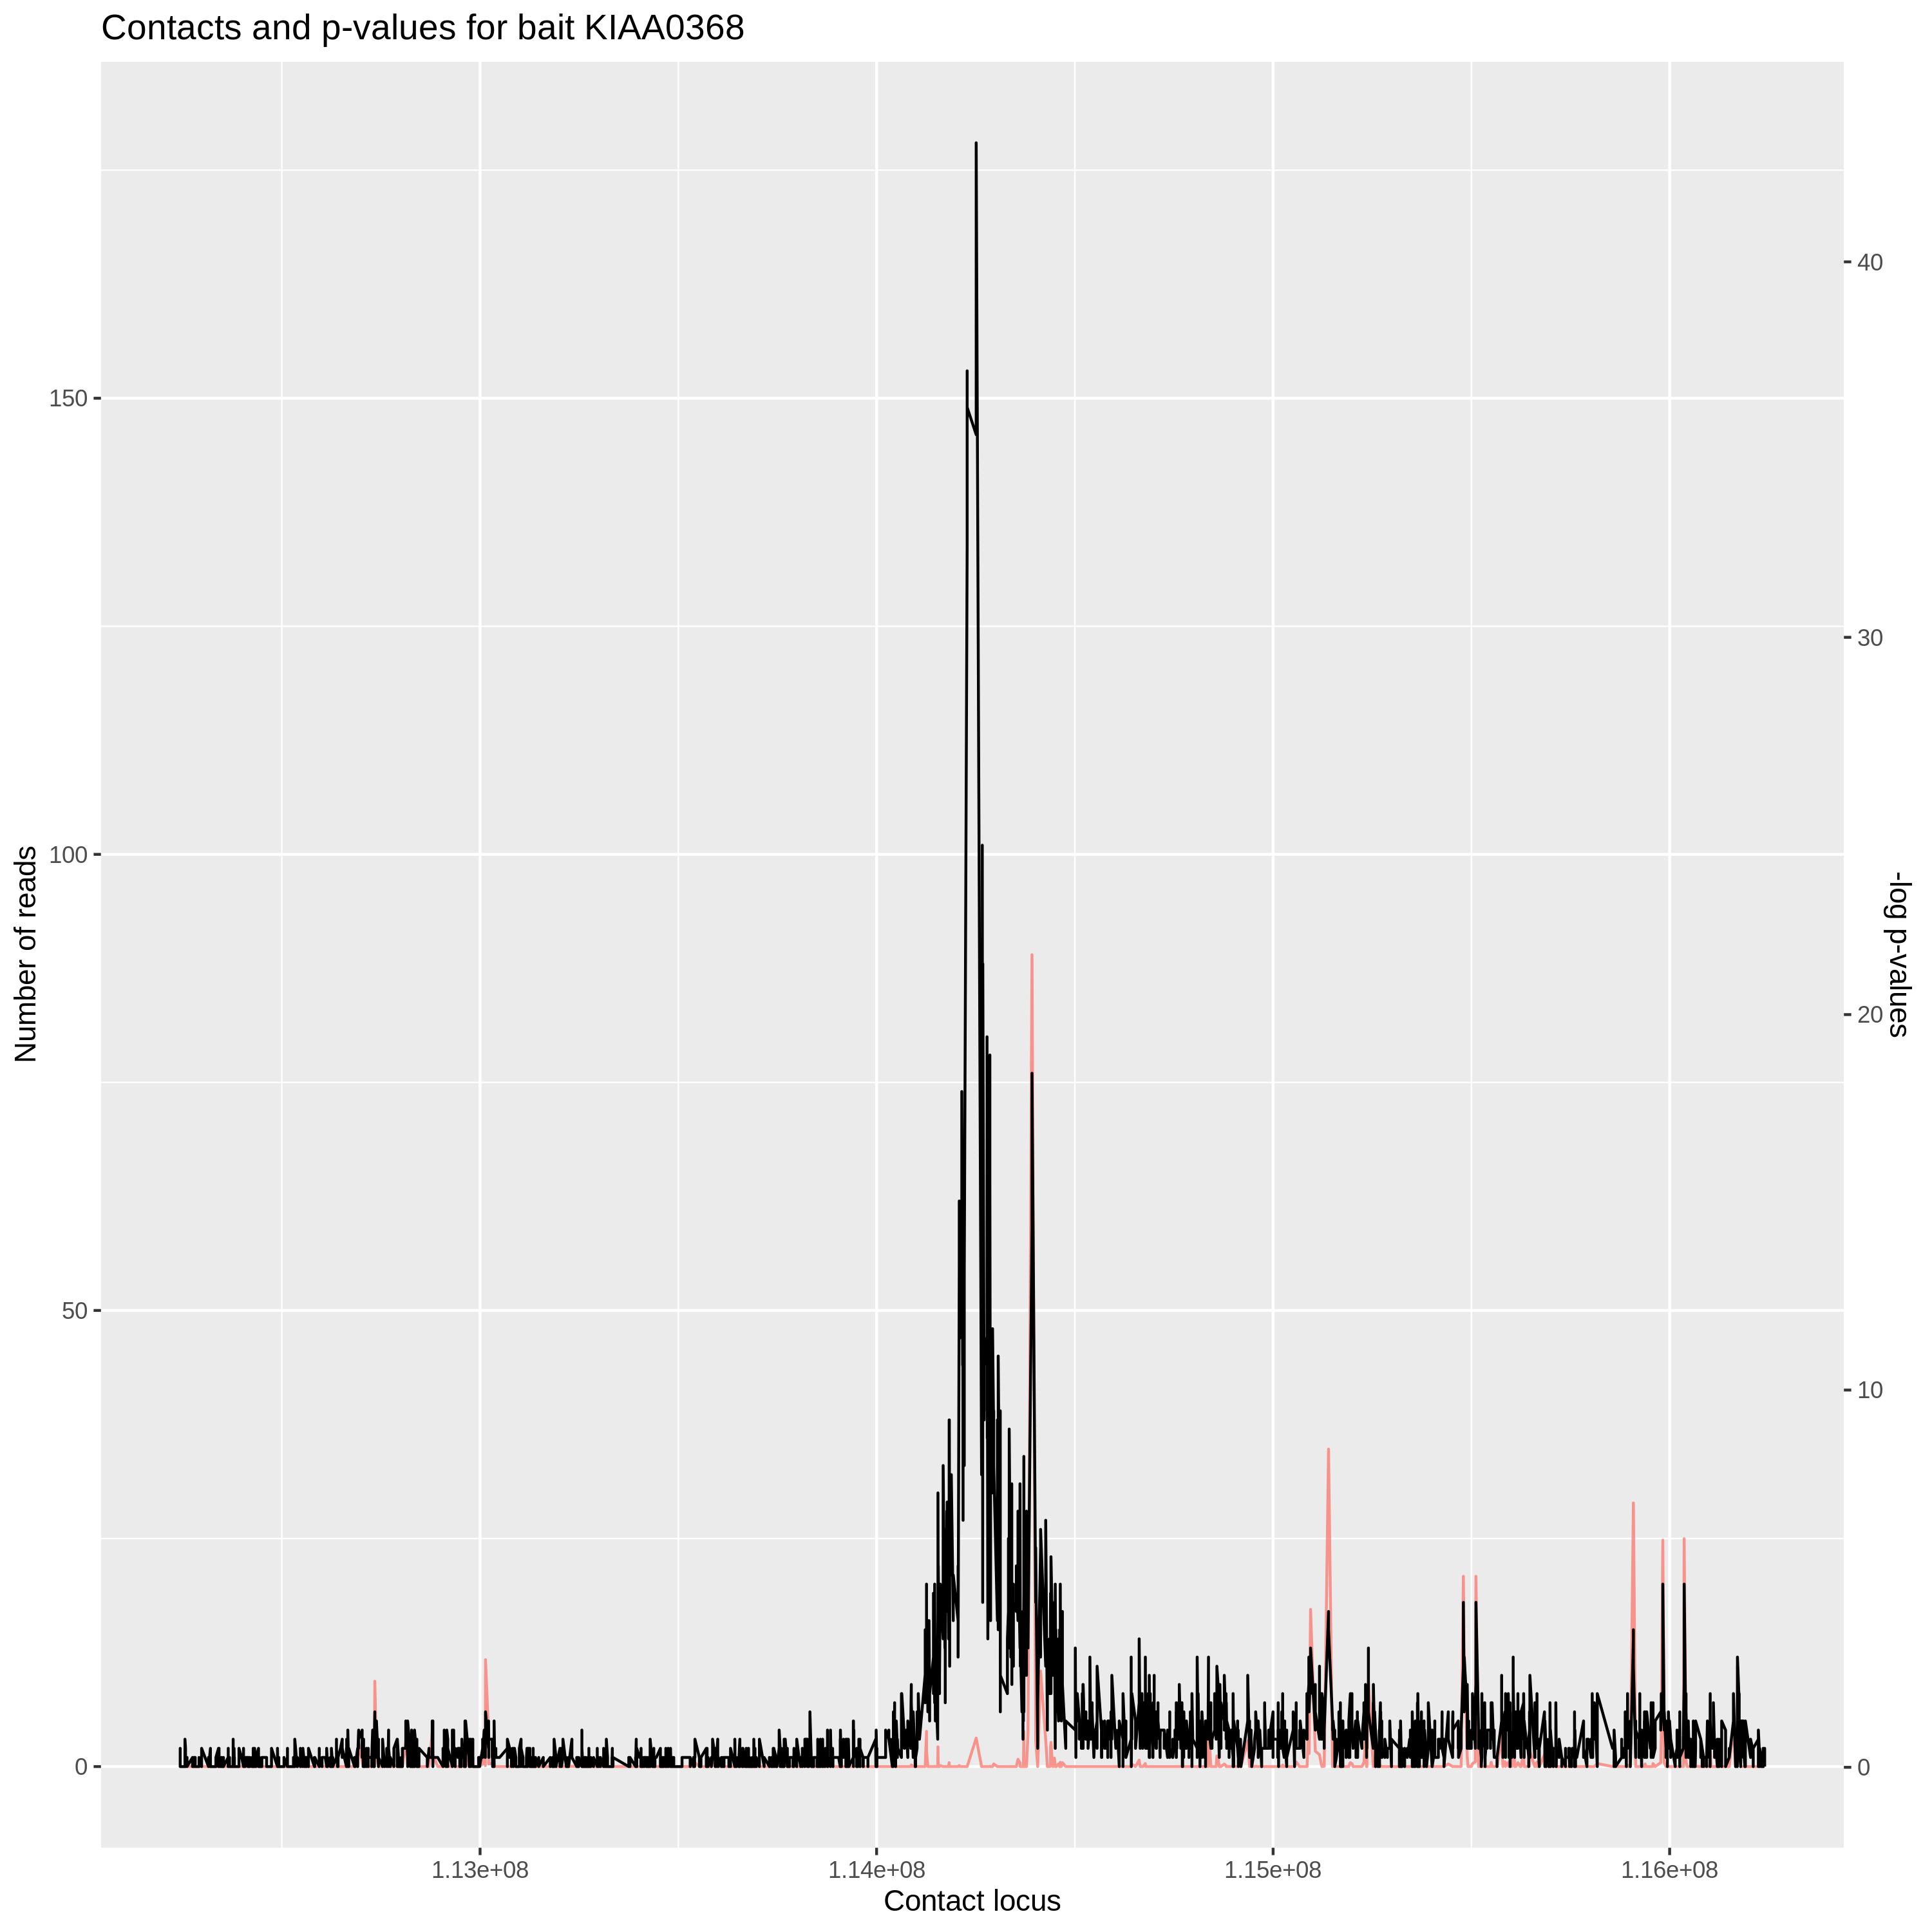 Contacts and p-values for bait KIAA0368
Number of reads
150
100
50
0
40
30
20
10
0
-log p-values
1.13e+08
1.14e+08
1.15e+08
1.16e+08
Contact locus